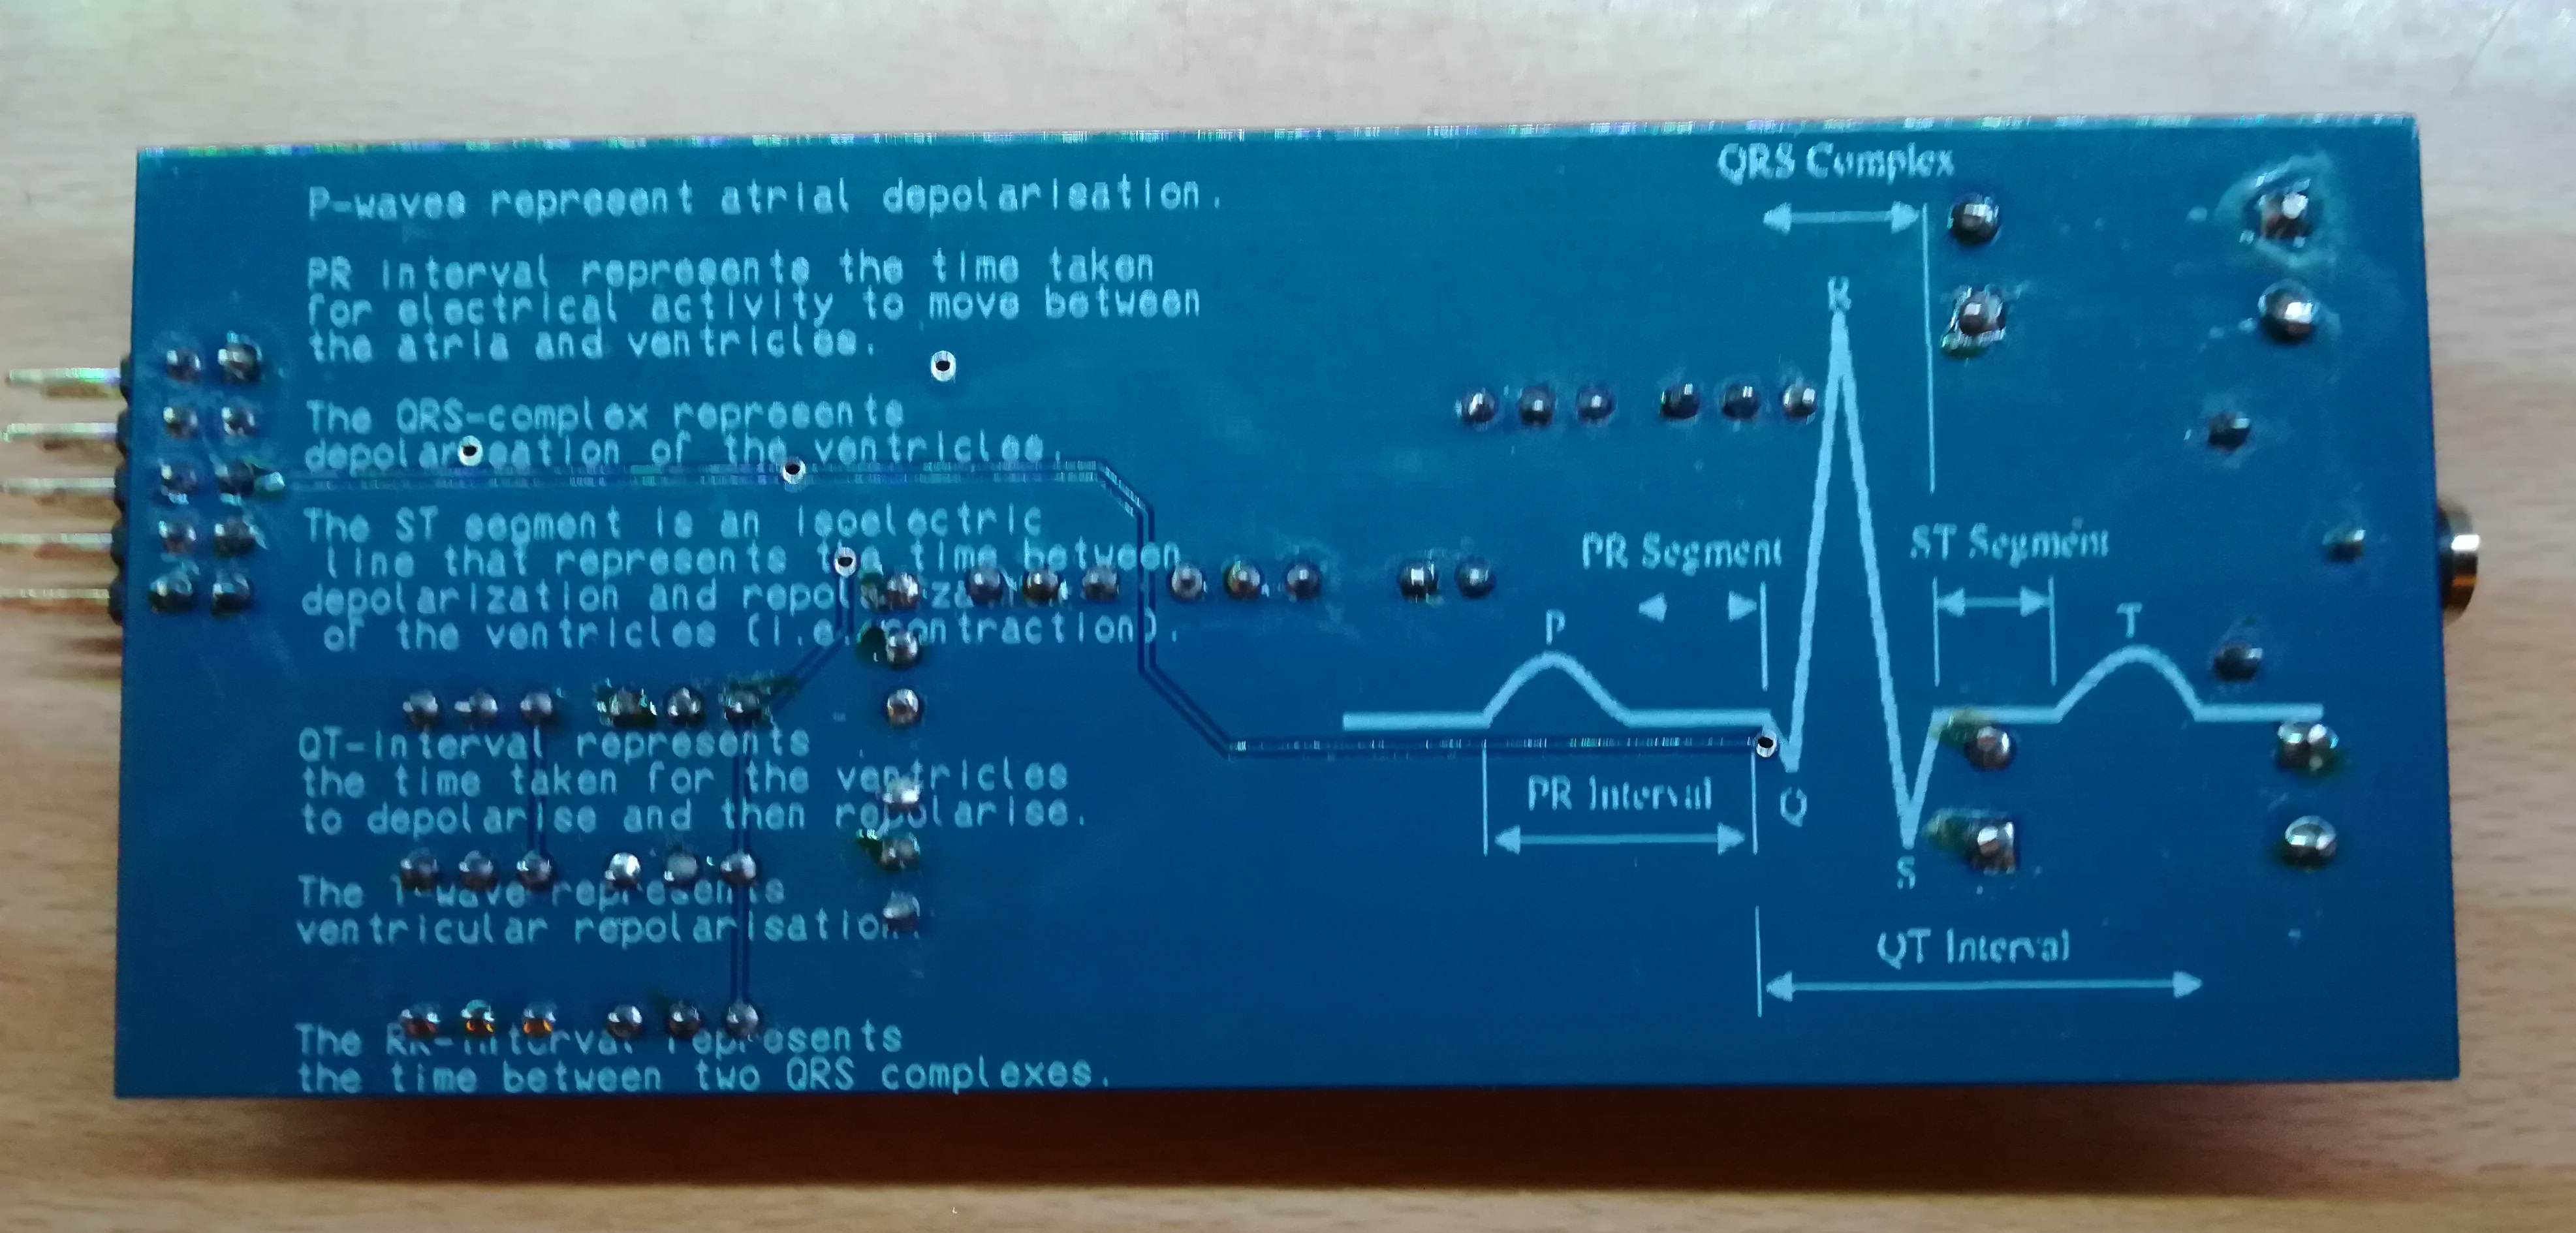 P-waves represent atrial depolarisation.
PR interval represents the time taken
for electrical activity to move between
the atria and ventricles.
The QRS-complex represents
depolarisation of the ventricles.
The ST segment is an isoelectric
line that represents the time between
depolarization and repolarization
of the ventricles (i.e. contraction).
QT-interval represents
the time taken for the ventricles
to depolarise and then repolarise.
The T-wave represents
ventricular repolarisation.
The RR-interval represents
the time between two QRS complexes.
QRS Complex
R
PR Segment
ST Segment
P
T
PR Interval
Q
S
QT Interval